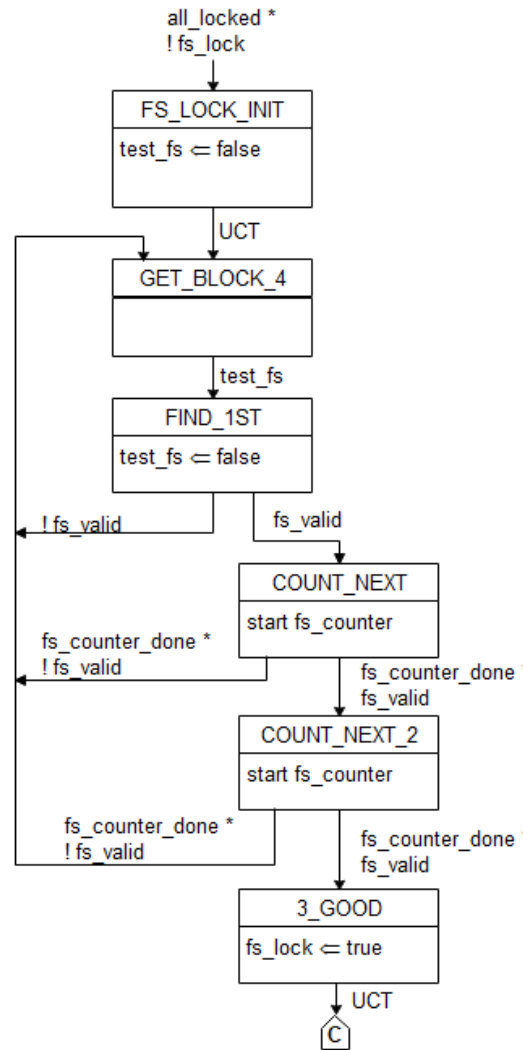 all_locked *
! fs_lock
FS_LOCK_INIT
test_fs ⇐ false
UCT
GET_BLOCK_4
test_fs
FIND_1ST
test_fs ⇐ false
! fs_valid
fs_valid
COUNT_NEXT
start fs_counter
fs_counter_done *
! fs_valid
fs_counter_done *
fs_valid
COUNT_NEXT_2
start fs_counter
fs_counter_done *
! fs_valid
fs_counter_done *
fs_valid
3_GOOD
fs_lock ⇐ true
UCT
C